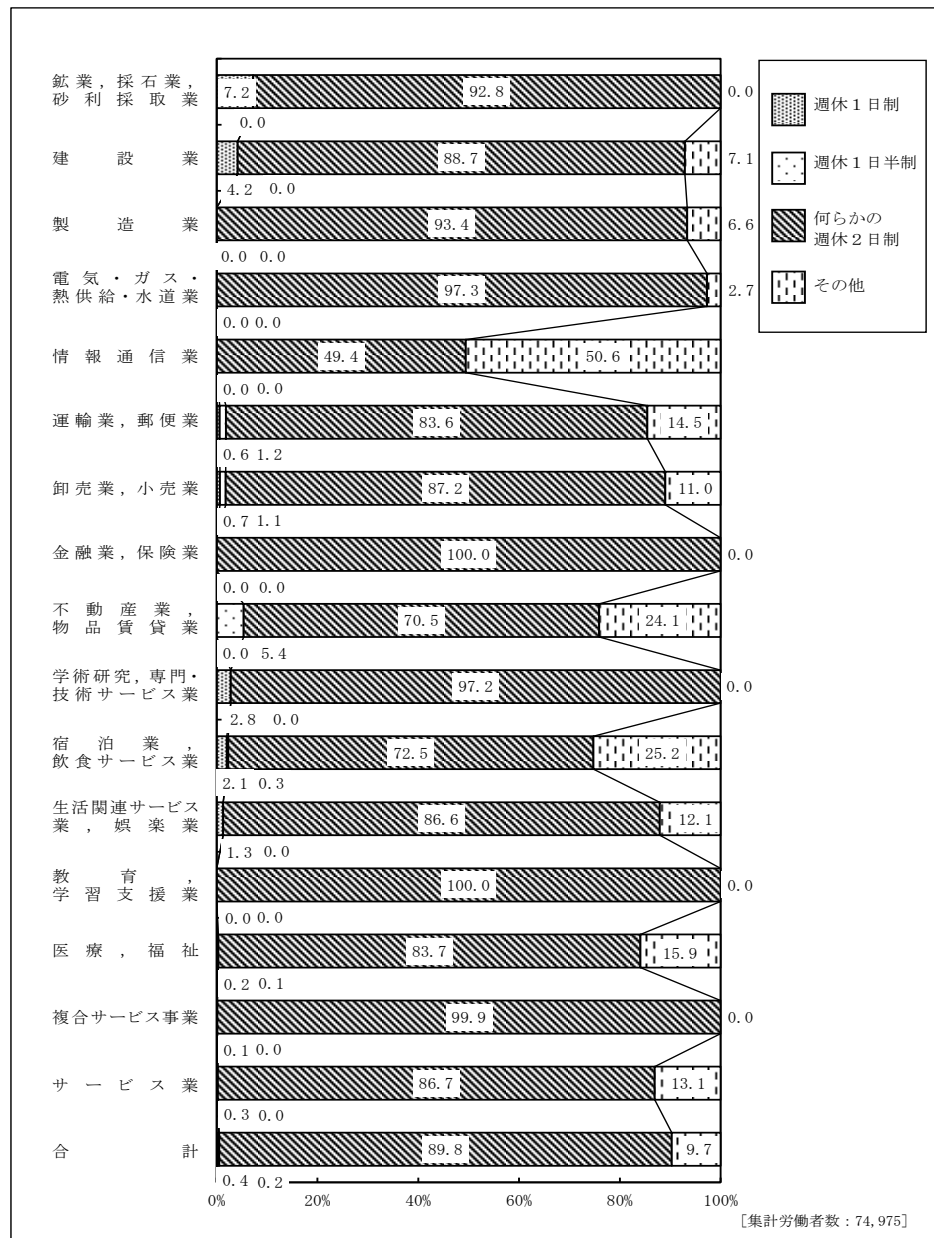 鉱業，採石業，
砂利採取業
7.2
92.8
0.0
0.0
建設業
88.7
7.1
4.2 0.0
製造業
93.4
6.6
0.0 0.0
電気・ガス・
熱供給・水道業
97.3
2.7
0.0 0.0
情報通信業
49.4
50.6
0.0 0.0
運輸業，郵便業
83.6
14.5
0.6 1.2
卸売業，小売業
87.2
11.0
0.7 1.1
金融業，保険業
100.0
0.0
0.0 0.0
不動産業，
物品賃貸業
70.5
24.1
0.0 5.4
学術研究，専門・
技術サービス業
97.2
0.0
2.8 0.0
宿泊業，
飲食サービス業
72.5
25.2
2.1 0.3
生活関連サービス
業，娯楽業
86.6
12.1
1.3 0.0
教育，
学習支援業
100.0
0.0
0.0 0.0
医療，福祉
83.7
15.9
0.2 0.1
複合サービス事業
99.9
0.0
0.1 0.0
サービス業
86.7
13.1
0.3 0.0
合計
89.8
9.7
0.4 0.2
0% 20% 40% 60% 80% 100%
週休１日制
週休１日半制
何らかの
週休２日制
その他
［集計労働者数：74,975］